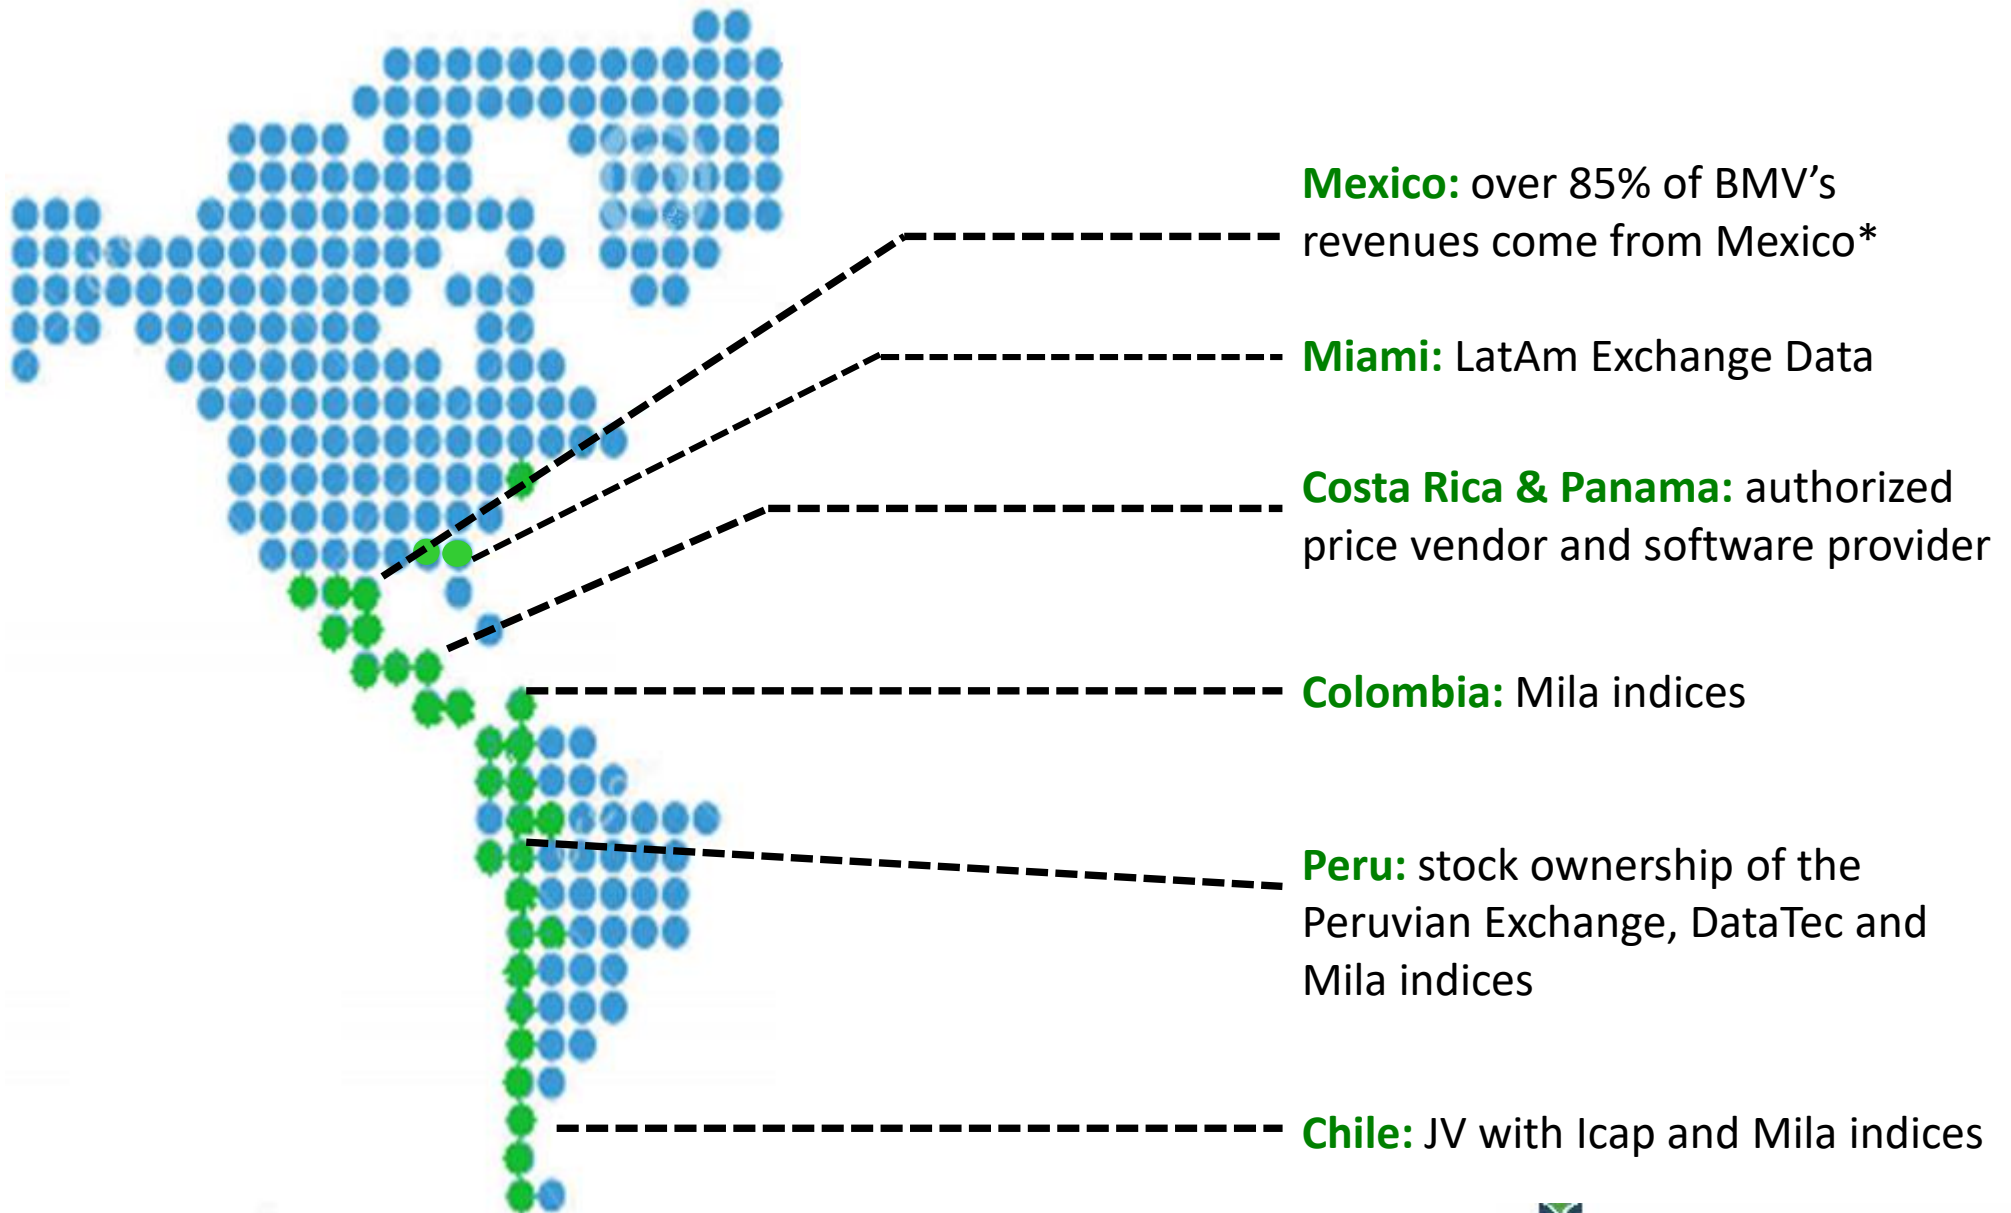 Mexico: over 85% of BMV’s
revenues come from Mexico*
Miami: LatAm Exchange Data
Costa Rica & Panama: authorized
price vendor and software provider
Colombia: Mila indices
Peru: stock ownership of the
Peruvian Exchange, DataTec and
Mila indices
Chile: JV with Icap and Mila indices